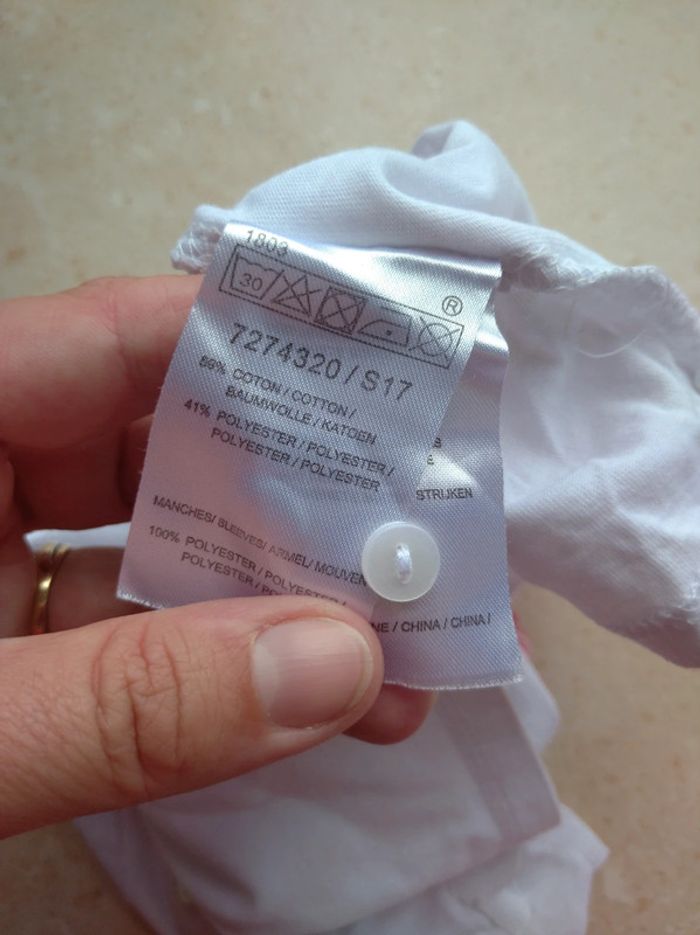 1803
30
®
7274320 / S17
59% COTON / COTTON /
BAUMWOLLE / KATOEN
41% POLYESTER / POLYESTER /
POLYESTER / POLYESTER
STRIJKEN
MANCHES/ SLEEVES/ ARMEL/ MOUVEN
100% POLYESTER / POLYESTER /
POLYESTER /
/ CHINA / CHINA /